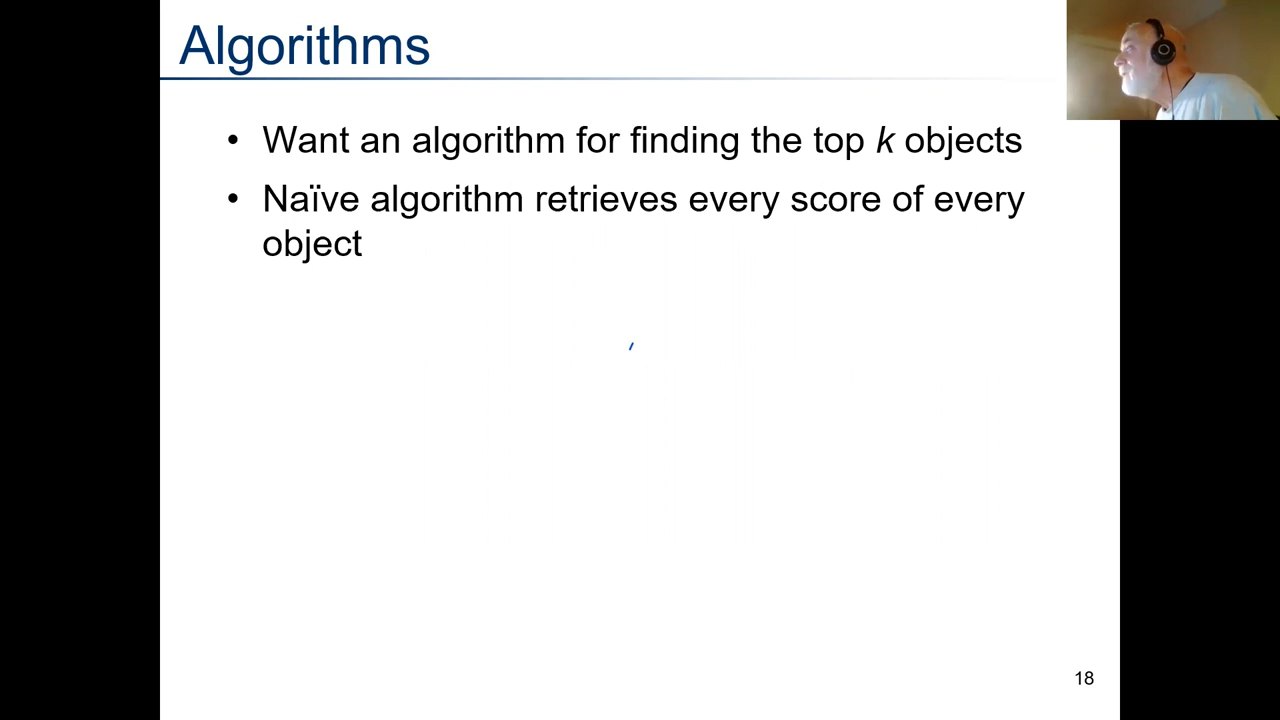 Algorithms
• Want an algorithm for finding the top k objects
• Naïve algorithm retrieves every score of every
object
18